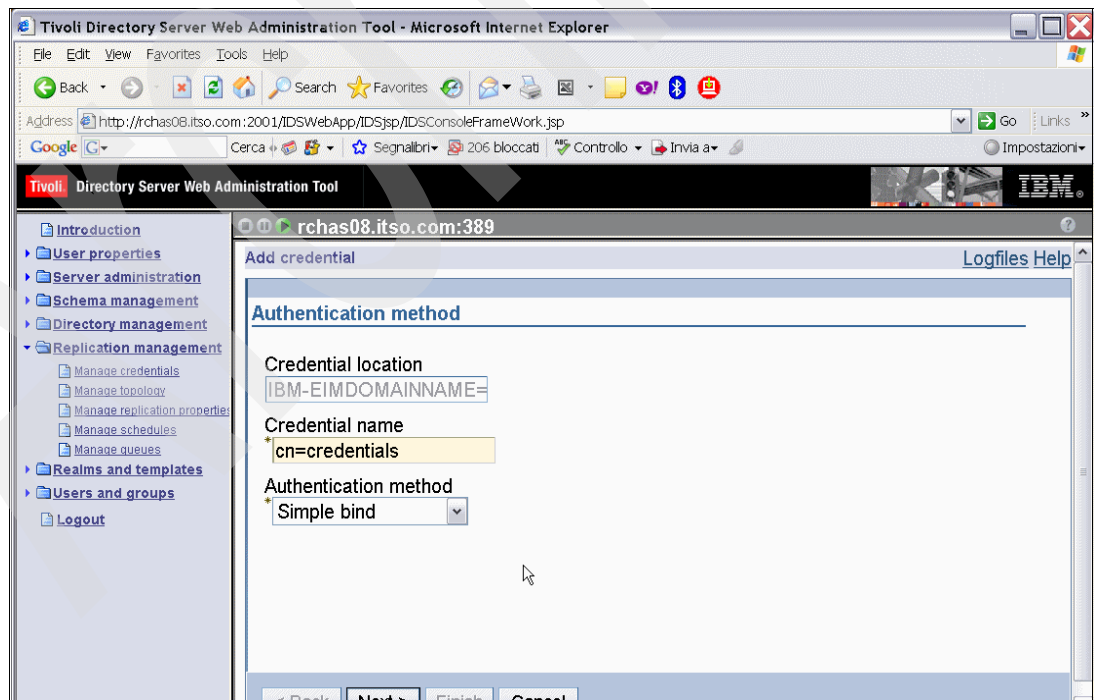 Tivoli Directory Server Web Administration Tool - Microsoft Internet Explorer
File Edit View Favorites Tools Help
Back Search Favorites
Address http://rchas08.itso.com:2001/IDSWebApp/IDSjsp/IDSConsoleFrameWork.jsp Go Links »
Google G Cerca Segnalibri 206 bloccati ABC Controllo Invia a Impostazioni
Tivoli. Directory Server Web Administration Tool IBM®
Introduction
User properties
Server administration
Schema management
Directory management
Replication management
Manage credentials
Manage topology
Manage replication properties
Manage schedules
Manage queues
Realms and templates
Users and groups
Logout
rchas08.itso.com:389 ?
Add credential Logfiles Help
Authentication method
Credential location
IBM-EIMDOMAINNAME=
Credential name
* cn=credentials
Authentication method
* Simple bind
< Back Next > Finish Cancel